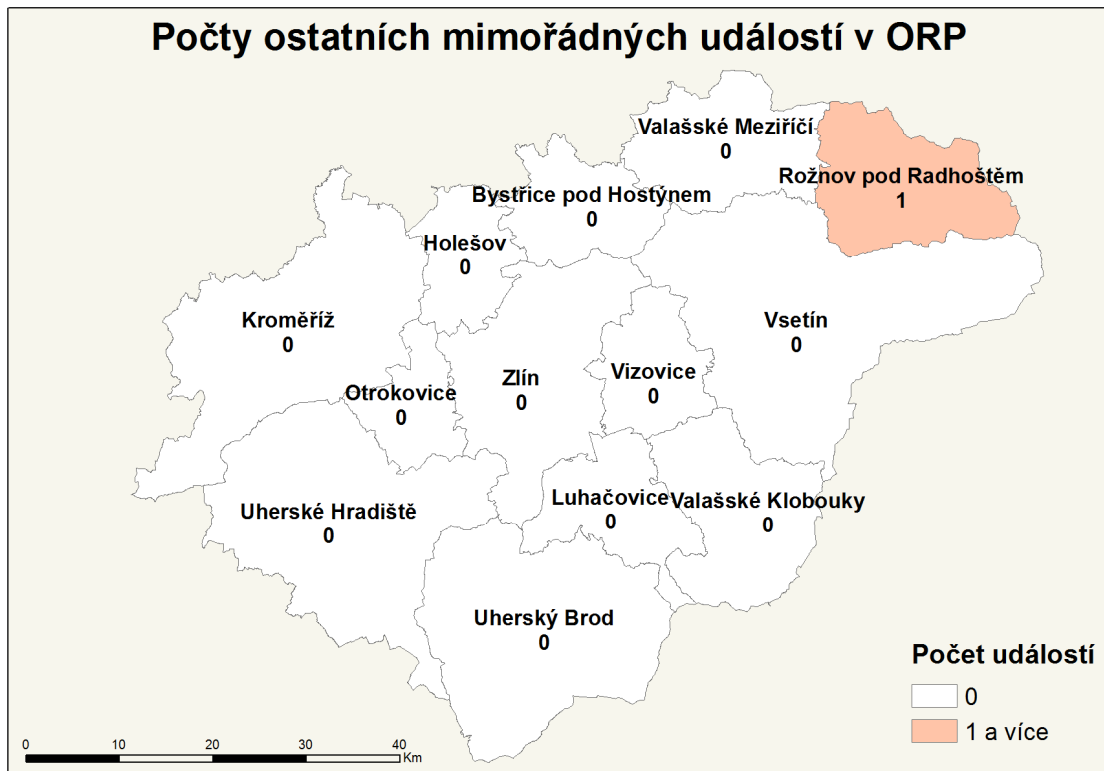 Počty ostatních mimořádných událostí v ORP
Valašské Meziříčí
0
Rožnov pod Radhoštěm
1
Bystřice pod Hostýnem
0
Holešov
0
Kroměříž
0
Vsetín
0
Otrokovice
0
Zlín
0
Vizovice
0
Uherské Hradiště
0
Luhačovice
0
Valašské Klobouky
0
Uherský Brod
0
Počet událostí
0
1 a více
0 10 20 30 40
Km